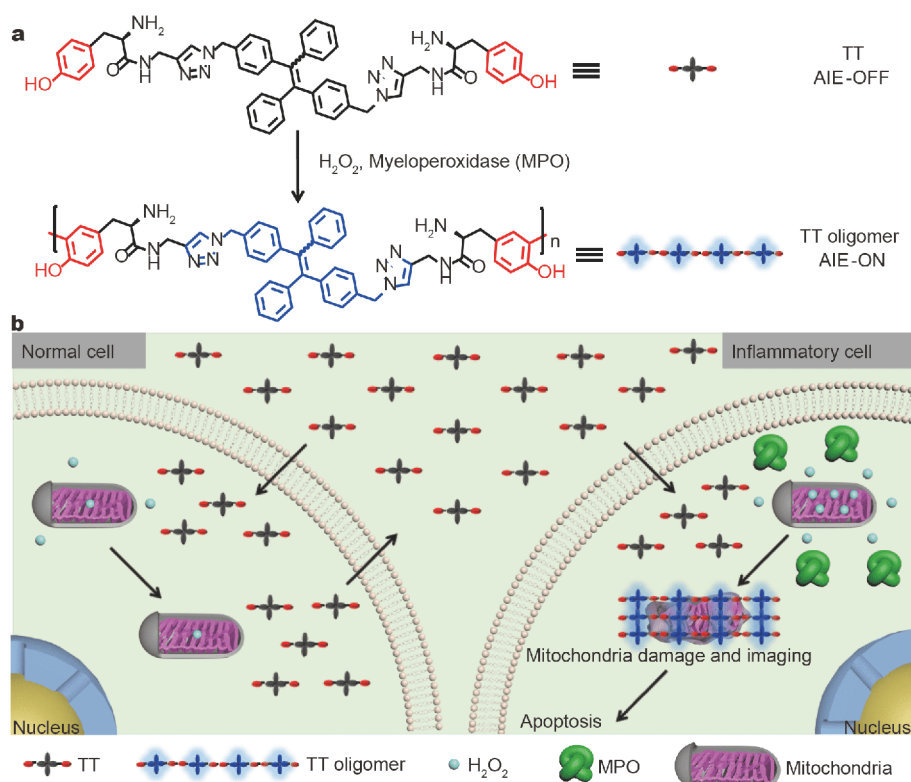 a
NH2
HO
O
N
H
N
N=N
N=N
N
H2N
N
H
O
OH
TT
AIE-OFF
H2O2, Myeloperoxidase (MPO)
NH2
HO
O
N
H
N
N=N
N=N
N
H2N
N
H
O
OH
n
TT oligomer
AIE-ON
b
Normal cell
Inflammatory cell
Mitochondria damage and imaging
Apoptosis
Nucleus
Nucleus
TT
TT oligomer
H2O2
MPO
Mitochondria